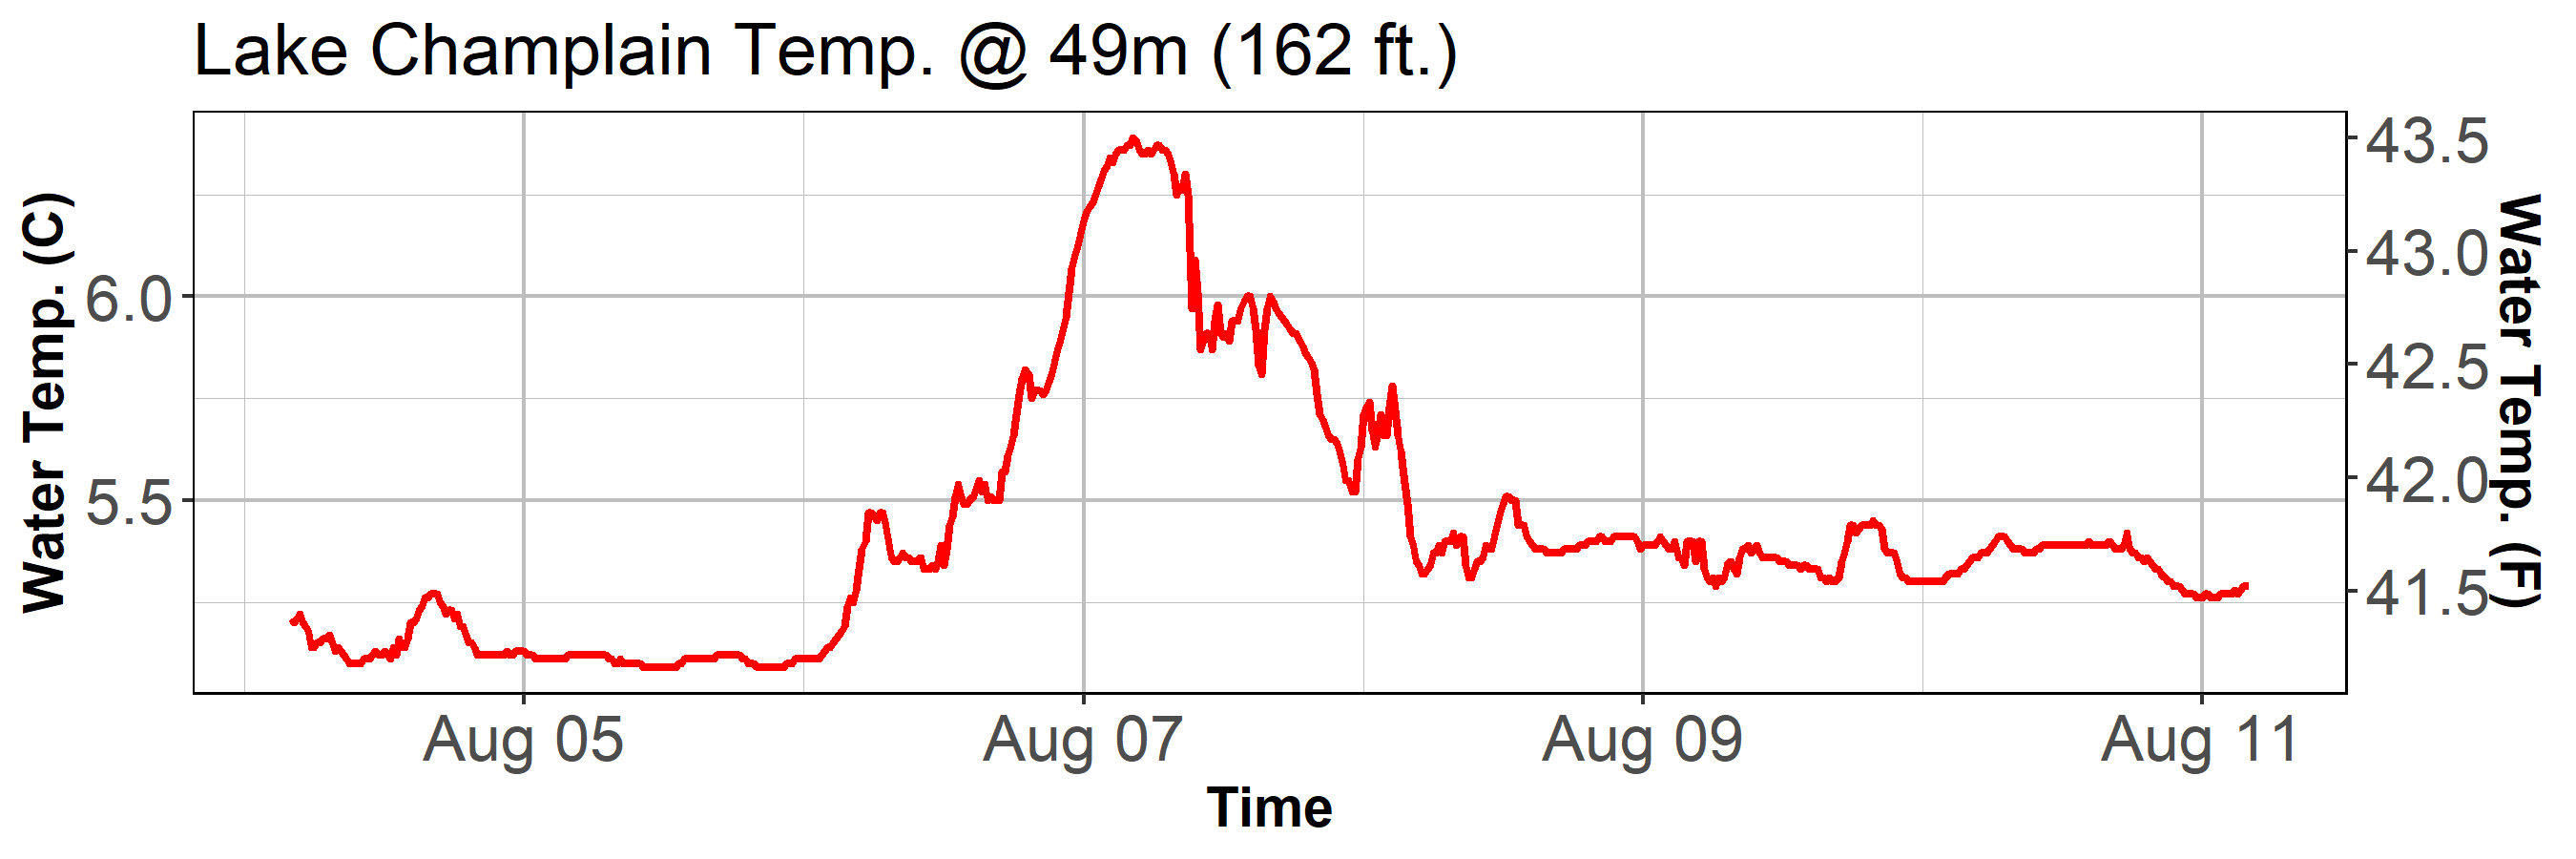 Lake Champlain Temp. @ 49m (162 ft.)
Water Temp. (C)
6.0
5.5
43.5
43.0
42.5
42.0
41.5
Water Temp. (F)
Aug 05
Aug 07
Aug 09
Aug 11
Time